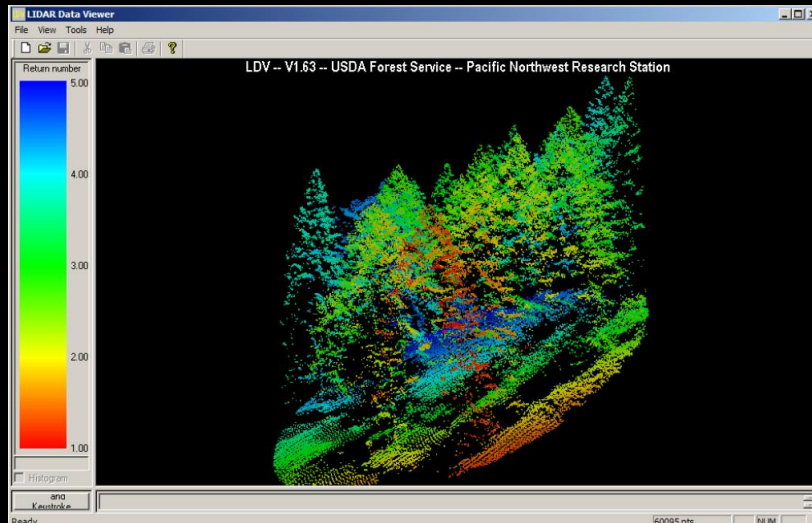 LIDAR Data Viewer
File View Tools Help
Return number
LDV -- V1.63 -- USDA Forest Service -- Pacific Northwest Research Station
5.00
4.00
3.00
2.00
1.00
Histogram
and
Keystroke
Ready
60095 pts
NUM